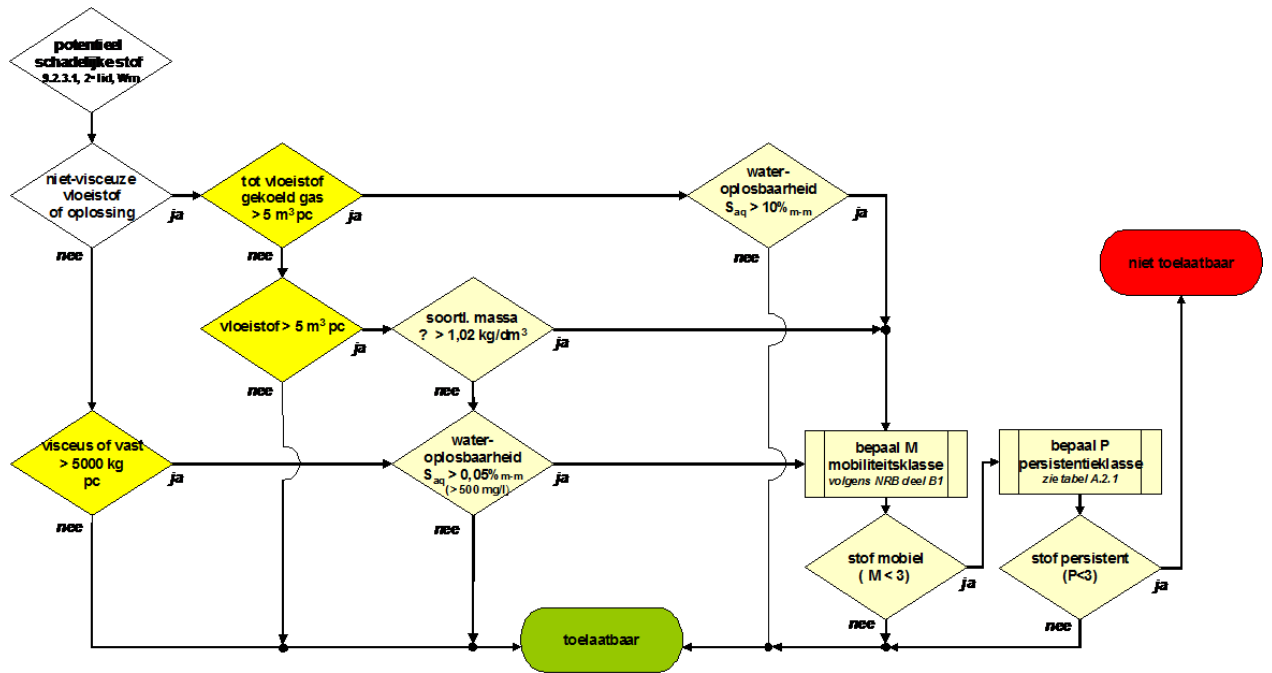 potentieel
schadelijke stof
9.2.3.1, 2e lid, Wm
niet-visceuze
vloeistof
of oplossing
ja
nee
tot vloeistof
gekoeld gas
> 5 m³ pc
ja
nee
water-
oplosbaarheid
Saq > 10% m-m
ja
nee
niet toelaatbaar
vloeistof > 5 m³ pc
ja
nee
soortl. massa
? > 1,02 kg/dm³
ja
nee
visceus of vast
> 5000 kg
pc
ja
nee
water-
oplosbaarheid
Saq > 0,05% m-m
(> 500 mg/l)
ja
nee
bepaal M
mobiliteitsklasse
volgens NRB deel B1
bepaal P
persistentieklasse
zie tabel A.2.1
stof mobiel
( M < 3)
ja
nee
stof persistent
(P<3)
ja
nee
toelaatbaar